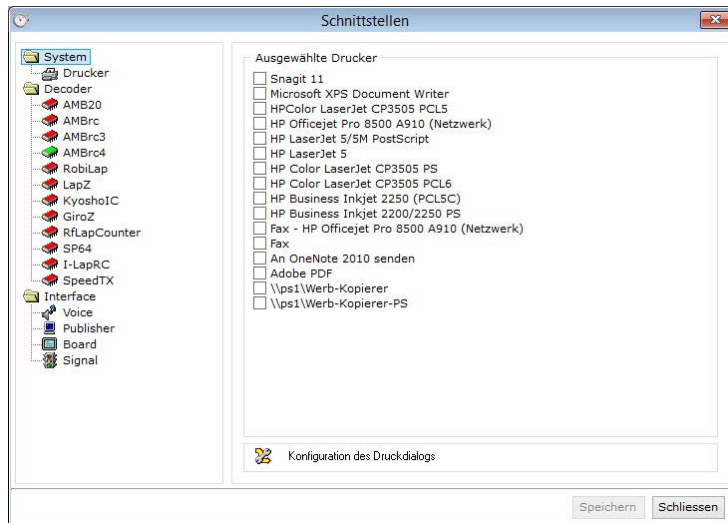 Schnittstellen
System
Drucker
Decoder
AMB20
AMBrc
AMBrc3
AMBrc4
RobiLap
LapZ
KyoshoIC
GiroZ
RfLapCounter
SP64
I-LapRC
SpeedTX
Interface
Voice
Publisher
Board
Signal
Ausgewählte Drucker
Snagit 11
Microsoft XPS Document Writer
HPColor LaserJet CP3505 PCL5
HP Officejet Pro 8500 A910 (Netzwerk)
HP LaserJet 5/5M PostScript
HP LaserJet 5
HP Color LaserJet CP3505 PS
HP Color LaserJet CP3505 PCL6
HP Business Inkjet 2250 (PCL5C)
HP Business Inkjet 2200/2250 PS
Fax - HP Officejet Pro 8500 A910 (Netzwerk)
Fax
An OneNote 2010 senden
Adobe PDF
\\ps1\Werb-Kopierer
\\ps1\Werb-Kopierer-PS
Konfiguration des Druckdialogs
Speichern
Schliessen